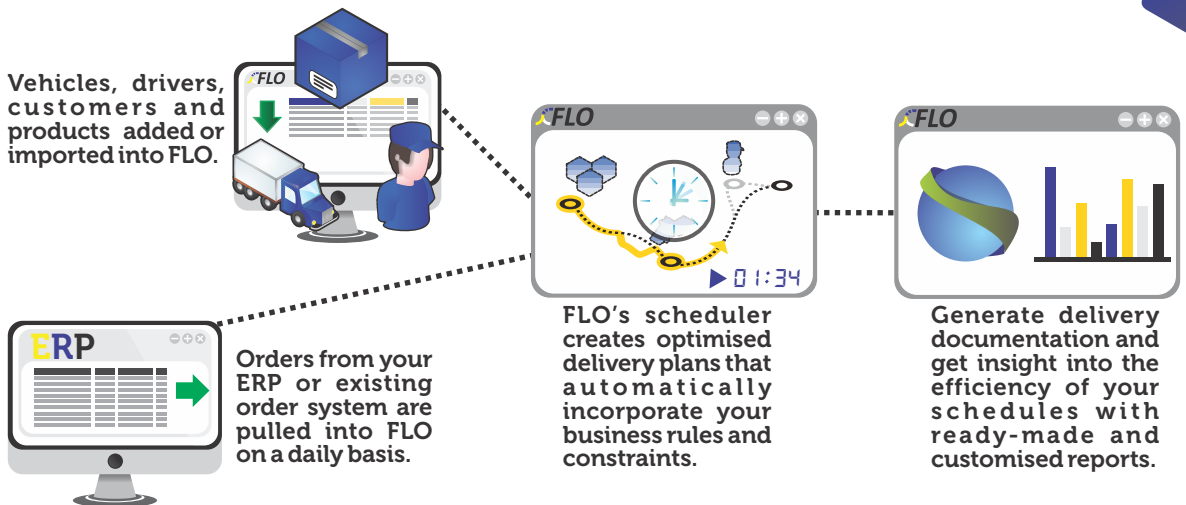 Vehicles, drivers,
customers and
products added or
imported into FLO.
FLO
ERP
Orders from your
ERP or existing
order system are
pulled into FLO
on a daily basis.
FLO
01:34
FLO's scheduler
creates optimised
delivery plans that
automatically
incorporate your
business rules and
constraints.
FLO
Generate delivery
documentation and
get insight into the
efficiency of your
schedules with
ready-made and
customised reports.